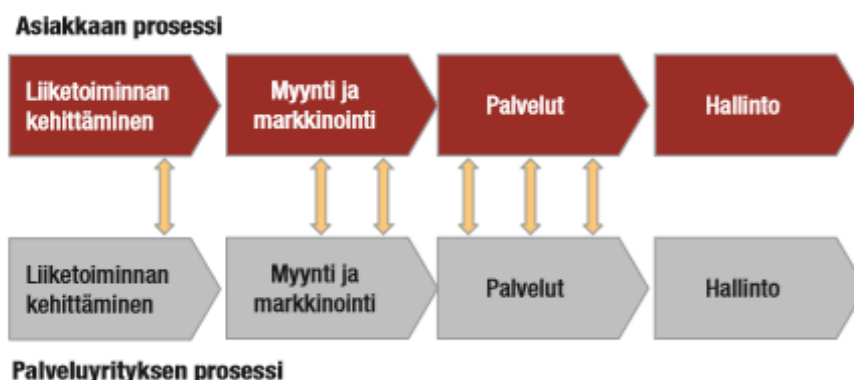 Asiakkaan prosessi
Liiketoiminnan
kehittäminen
Myynti ja
markkinointi
Palvelut
Hallinto
Liiketoiminnan
kehittäminen
Myynti ja
markkinointi
Palvelut
Hallinto
Palveluyrityksen prosessi